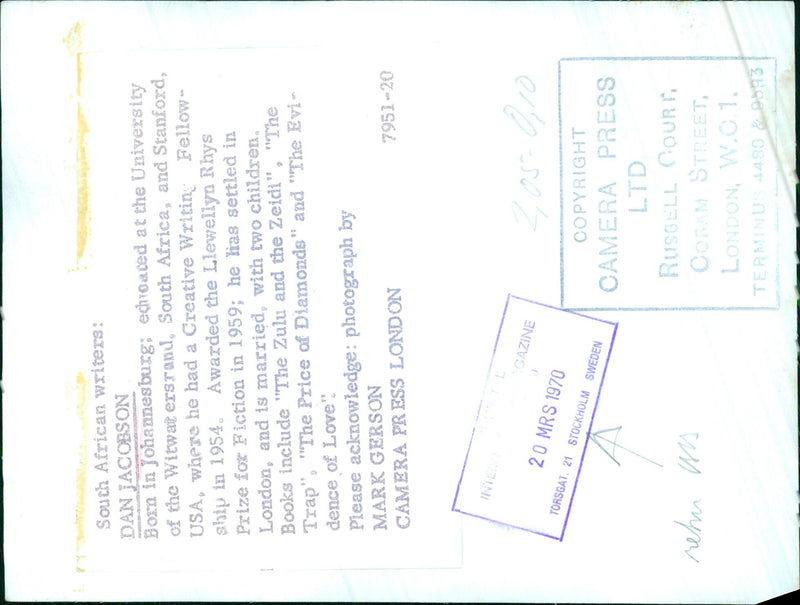 South African writers:
DAN JACOBSON
Born in Johannesburg; educated at the University
of the Witwatersrand, South Africa, and Stanford,
USA, where he had a Creative Writing Fellow-
ship in 1954. Awarded the Llewellyn Rhys
Prize for Fiction in 1959; he has settled in
London, and is married, with two children.
Books include "The Zulu and the Zeidi", "The
Trap", "The Price of Diamonds" and "The Evi-
dence of Love".
Please acknowledge: photograph by
MARK GERSON
CAMERA PRESS LONDON 7951-20
COPYRIGHT
CAMERA PRESS
LTD
RUSSELL COURT,
CORAM STREET,
LONDON, W.C.1.
TERMINUS 4480 & 9393
20 MRS 1970
TORSGAT. 21 STOCKHOLM SWEDEN